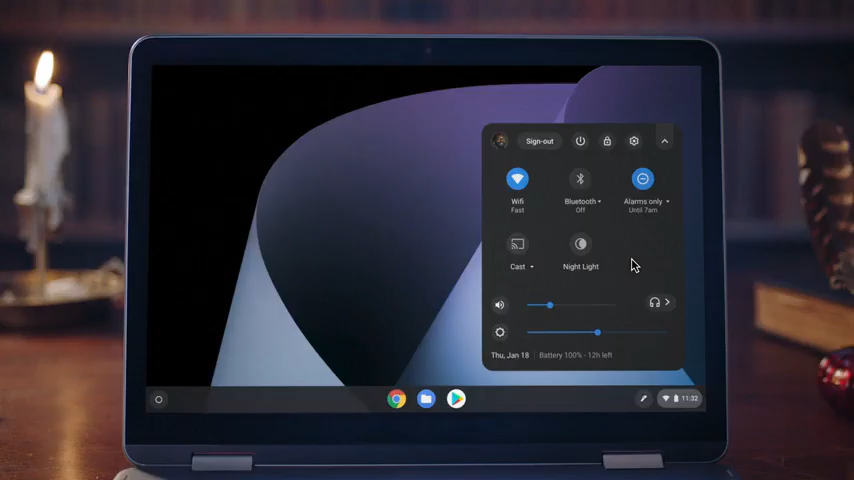 Sign-out
Wifi
Fast
Bluetooth
Off
Alarms only
Until 7am
Cast
Night Light
Thu, Jan 18 | Battery 100% - 12h left
11:32